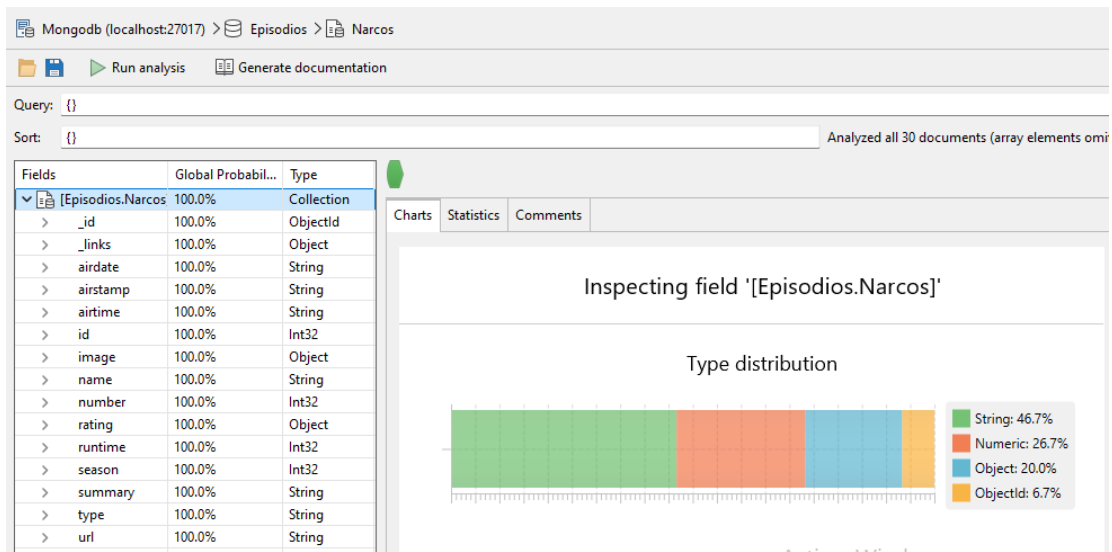 Mongodb (localhost:27017) > Episodios > Narcos
Run analysis Generate documentation
Query: {}
Sort: {} Analyzed all 30 documents (array elements omi
Fields Global Probabil... Type
[Episodios.Narcos 100.0% Collection
_id 100.0% ObjectId
_links 100.0% Object
airdate 100.0% String
airstamp 100.0% String
airtime 100.0% String
id 100.0% Int32
image 100.0% Object
name 100.0% String
number 100.0% Int32
rating 100.0% Object
runtime 100.0% Int32
season 100.0% Int32
summary 100.0% String
type 100.0% String
url 100.0% String
Charts Statistics Comments
Inspecting field '[Episodios.Narcos]'
Type distribution
String: 46.7%
Numeric: 26.7%
Object: 20.0%
ObjectId: 6.7%